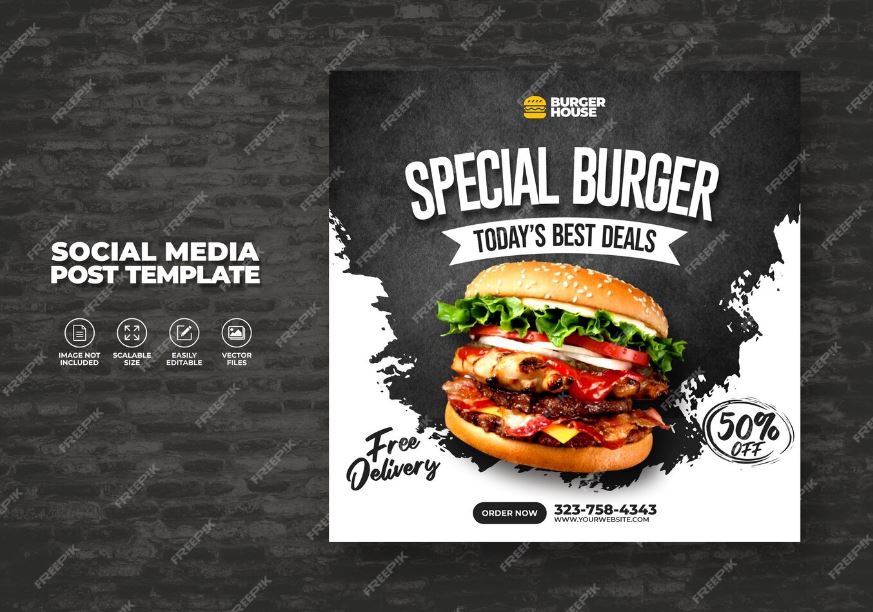 SOCIAL MEDIA
POST TEMPLATE
IMAGE NOT
INCLUDED
SCALABLE
SIZE
EASILY
EDITABLE
VECTOR
FILES
BURGER
HOUSE
SPECIAL BURGER
TODAY'S BEST DEALS
Free
Delivery
50%
OFF
ORDER NOW
323-758-4343
WWW.YOURWEBSITE.COM
FREEPIK